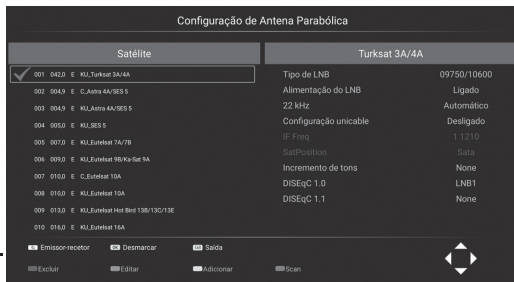 Configuração de Antena Parabólica
Satélite
001 042,0 E KU_Turksat 3A/4A
002 004,9 E C_Astra 4A/SES 5
003 004,9 E KU_Astra 4A/SES 5
004 005,0 E KU_SES 5
005 007,0 E KU_Eutelsat 7A/7B
006 009,0 E KU_Eutelsat 9B/Ka-Sat 9A
007 010,0 E C_Eutelsat 10A
008 010,0 E KU_Eutelsat 10A
009 013,0 E KU_Eutelsat Hot Bird 13B/13C/13E
010 016,0 E KU_Eutelsat 16A
Turksat 3A/4A
Tipo de LNB 09750/10600
Alimentação do LNB Ligado
22 kHz Automático
Configuração unicable Desligado
IF Freq 1:1210
SatPosition Sata
Incremento de tons None
DISEqC 1.0 LNB1
DISEqC 1.1 None
Emissor-recetor OK Desmarcar Saída
Excluir Editar Adicionar Scan